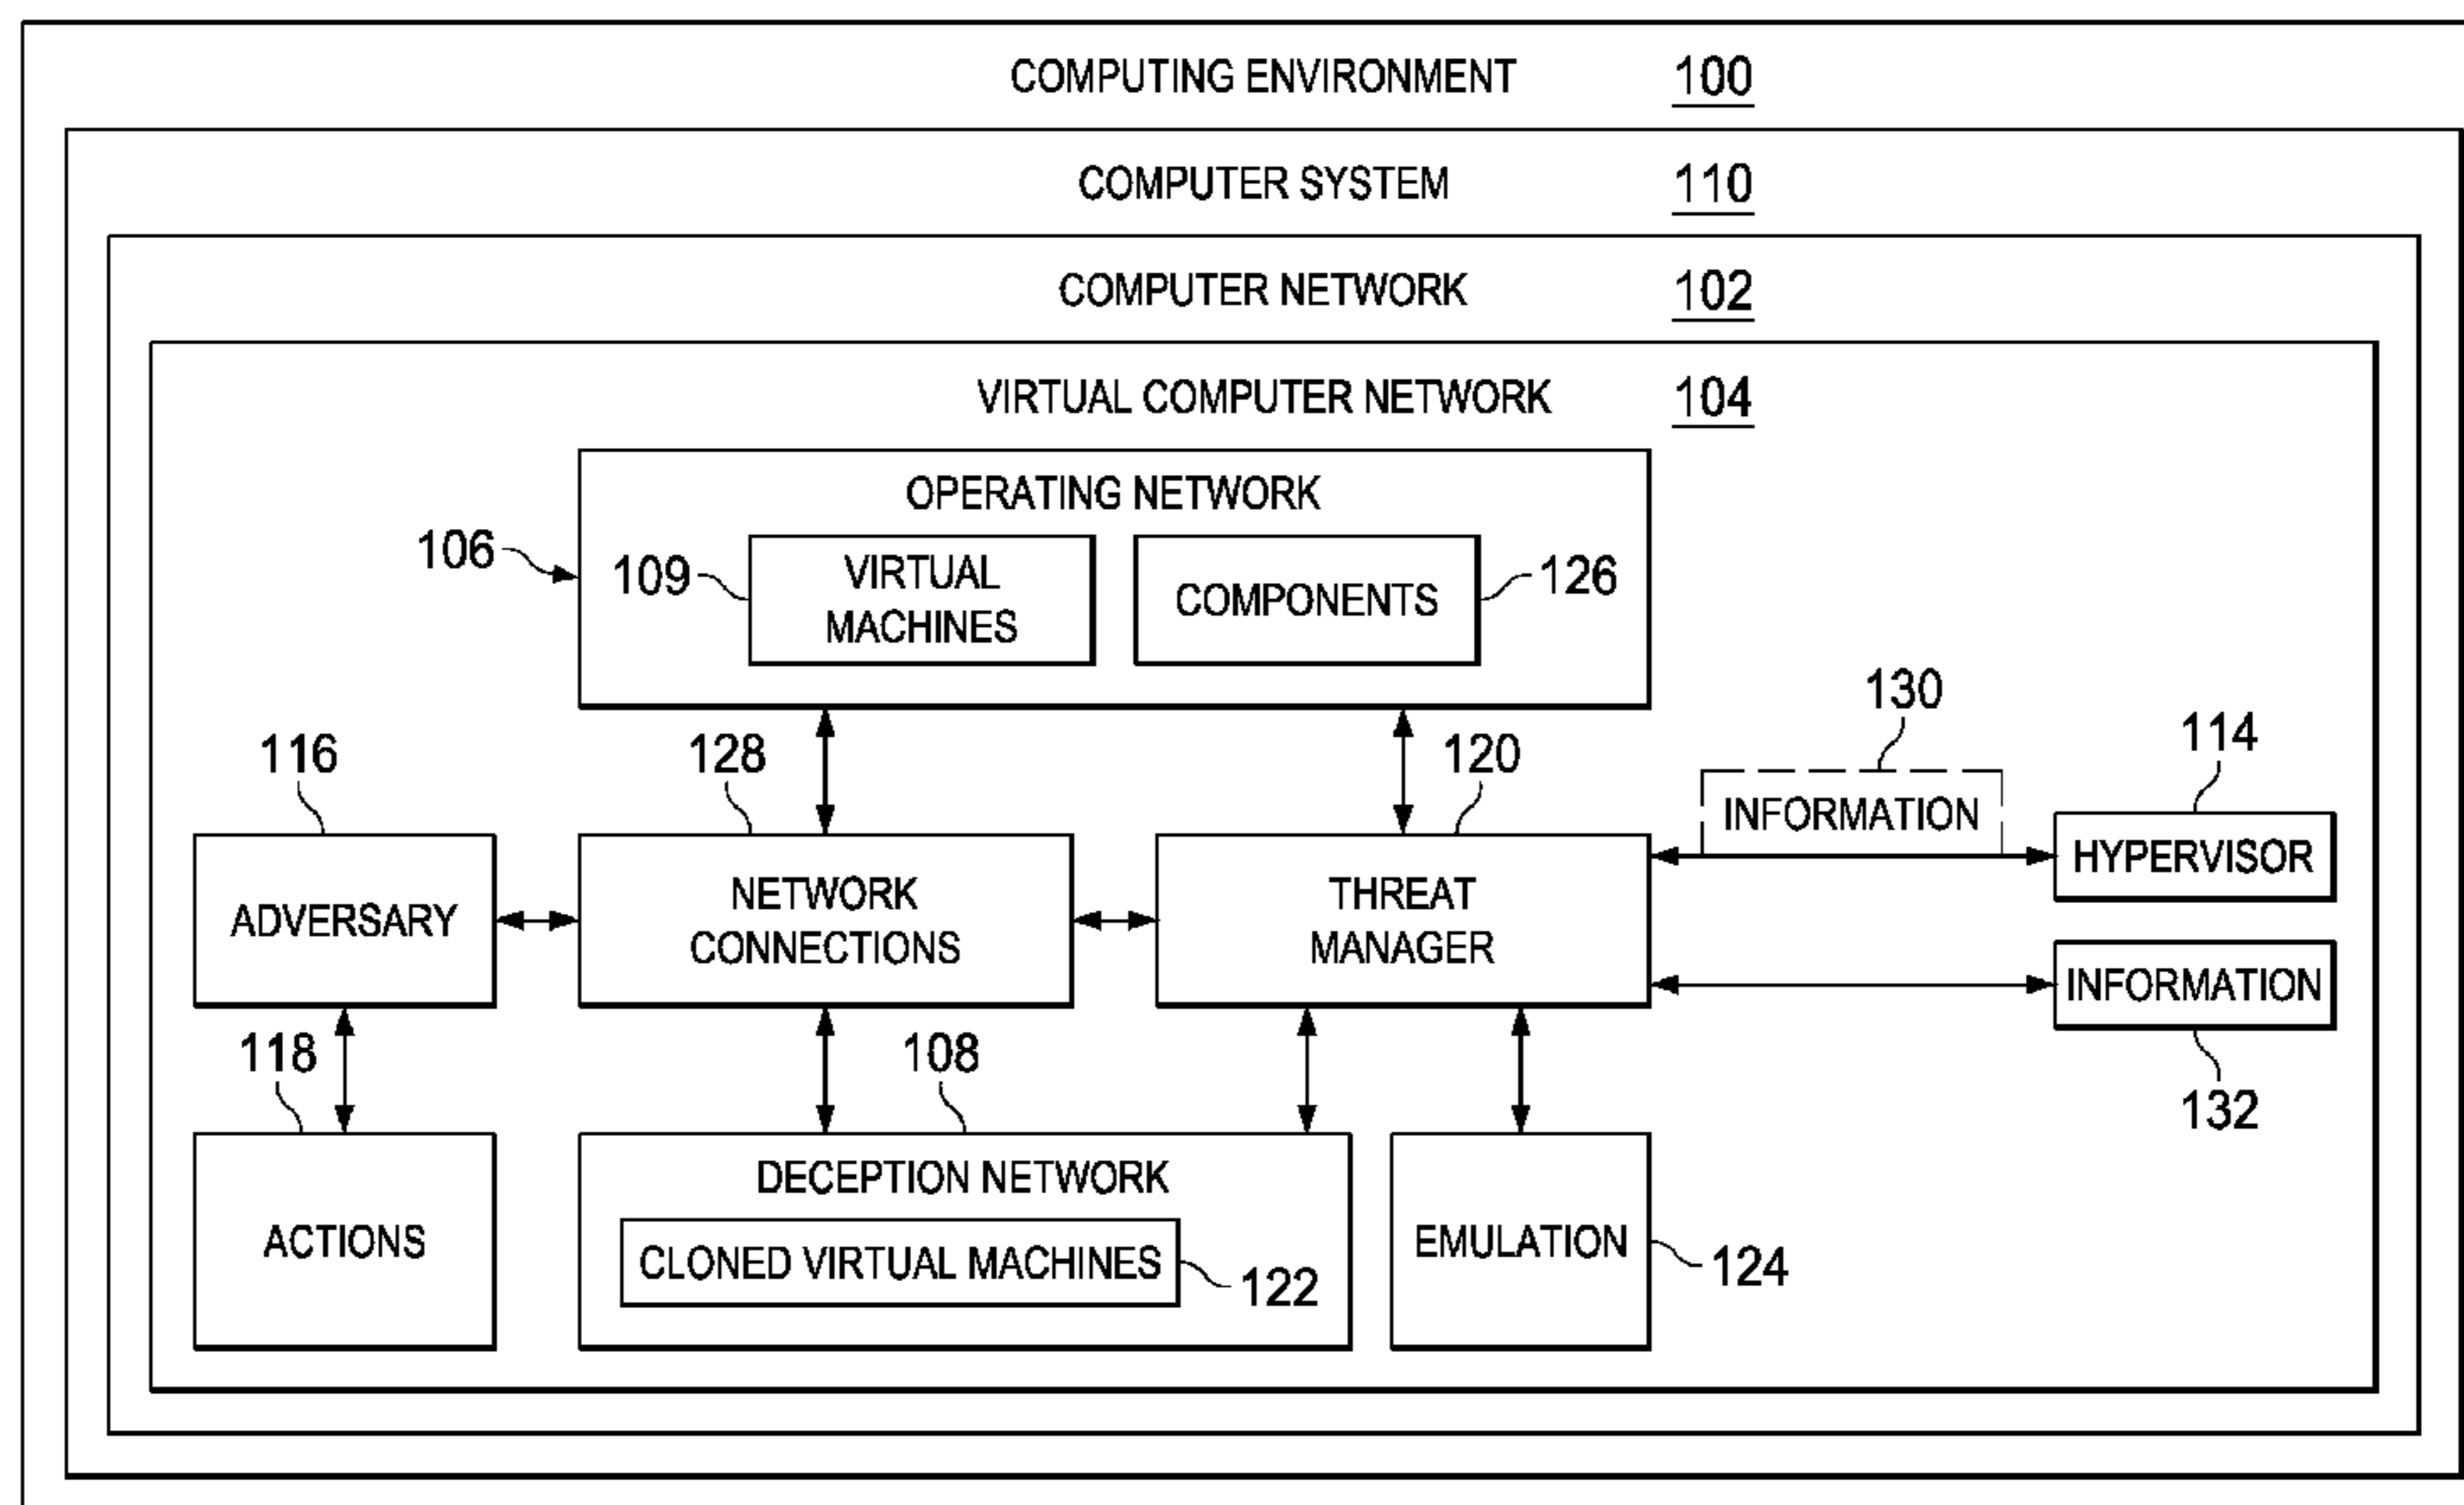 COMPUTING ENVIRONMENT 100
COMPUTER SYSTEM 110
COMPUTER NETWORK 102
VIRTUAL COMPUTER NETWORK 104
OPERATING NETWORK
106
109
VIRTUAL
MACHINES
COMPONENTS
126
130
116
128
120
114
INFORMATION
HYPERVISOR
ADVERSARY
NETWORK
CONNECTIONS
THREAT
MANAGER
INFORMATION
132
118
108
ACTIONS
DECEPTION NETWORK
CLONED VIRTUAL MACHINES
122
EMULATION
124